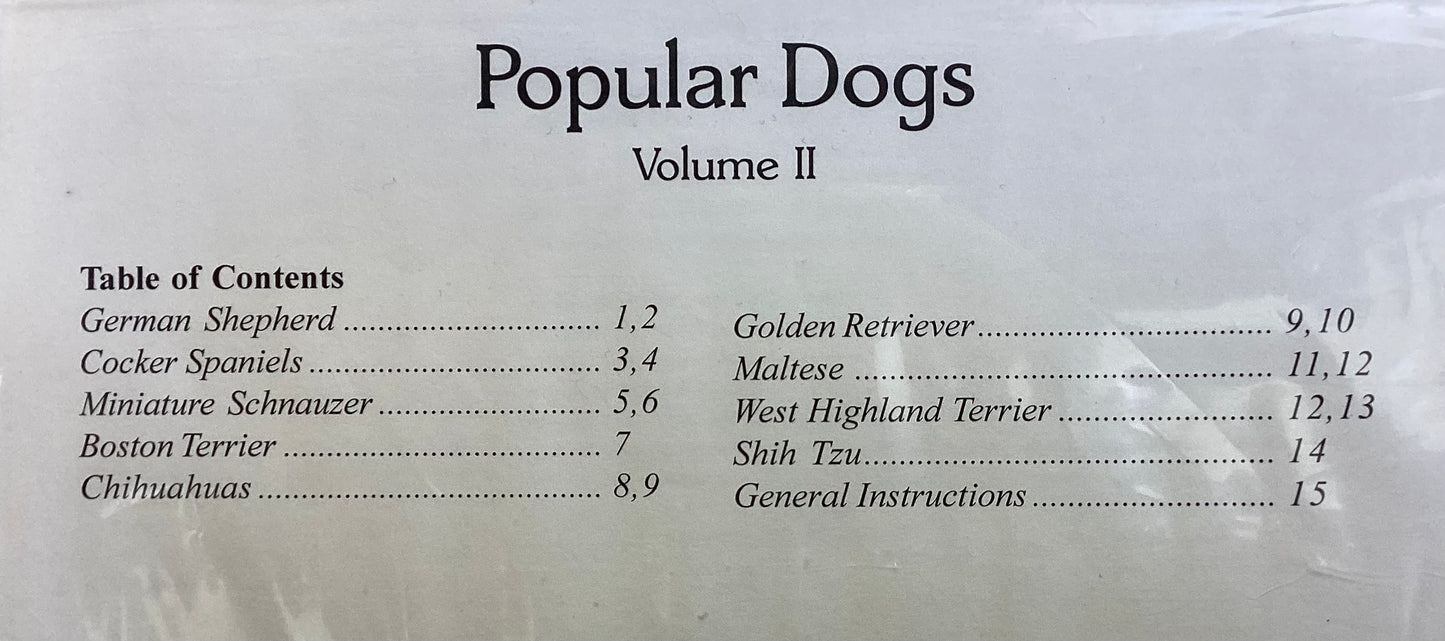 Popular Dogs
Volume II
Table of Contents
German Shepherd .............................. 1,2
Cocker Spaniels .................................. 3,4
Miniature Schnauzer .......................... 5,6
Boston Terrier ..................................... 7
Chihuahuas ........................................ 8,9
Golden Retriever.................................. 9,10
Maltese ................................................ 11,12
West Highland Terrier ......................... 12,13
Shih Tzu................................................ 14
General Instructions ............................ 15